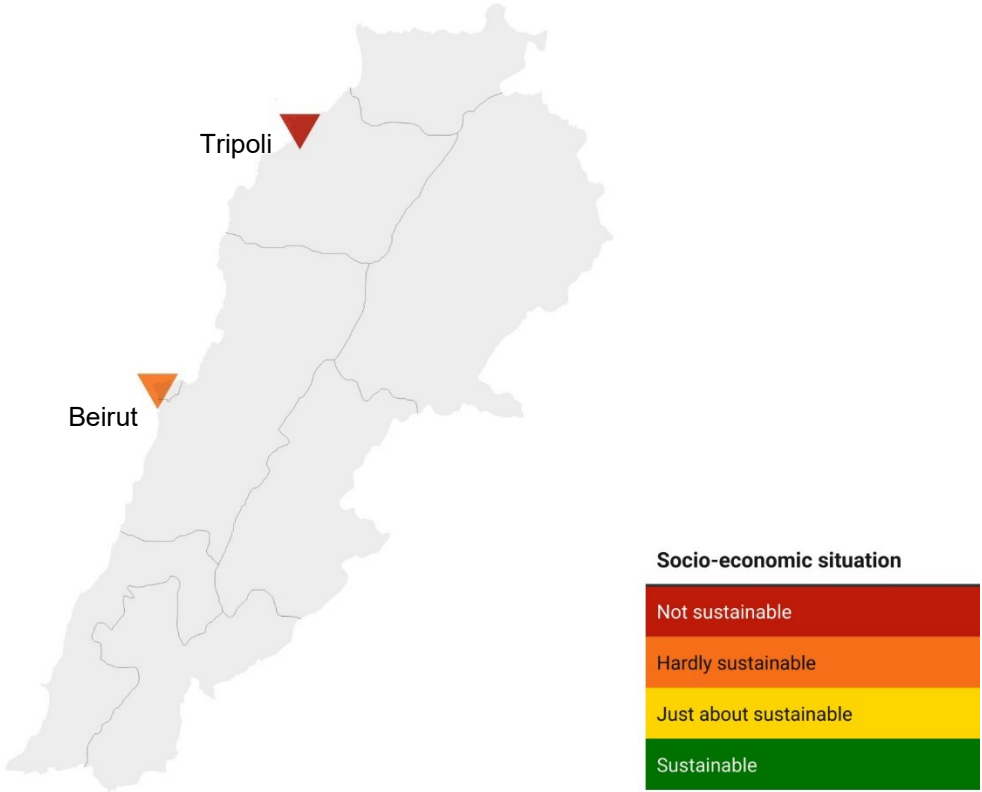 Tripoli
Beirut
Socio-economic situation
Not sustainable
Hardly sustainable
Just about sustainable
Sustainable